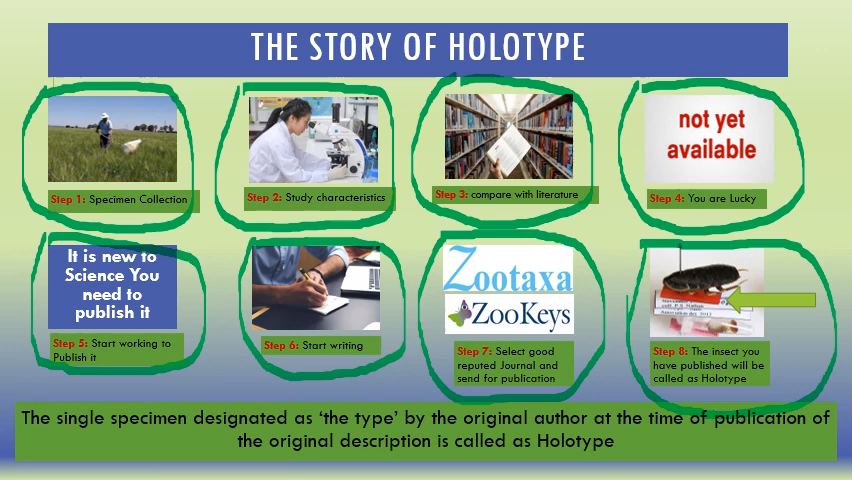 THE STORY OF HOLOTYPE
not yet
available
Step 1: Specimen Collection
Step 2: Study characteristics
Step 3: compare with literature
Step 4: You are Lucky
It is new to
Science You
need to
publish it
Zootaxa
ZooKeys
Step 5: Start working to
Publish it
Step 6: Start writing
Step 7: Select good
reputed Journal and
send for publication
Step 8: The insect you
have published will be
called as Holotype
The single specimen designated as ‘the type’ by the original author at the time of publication of
the original description is called as Holotype